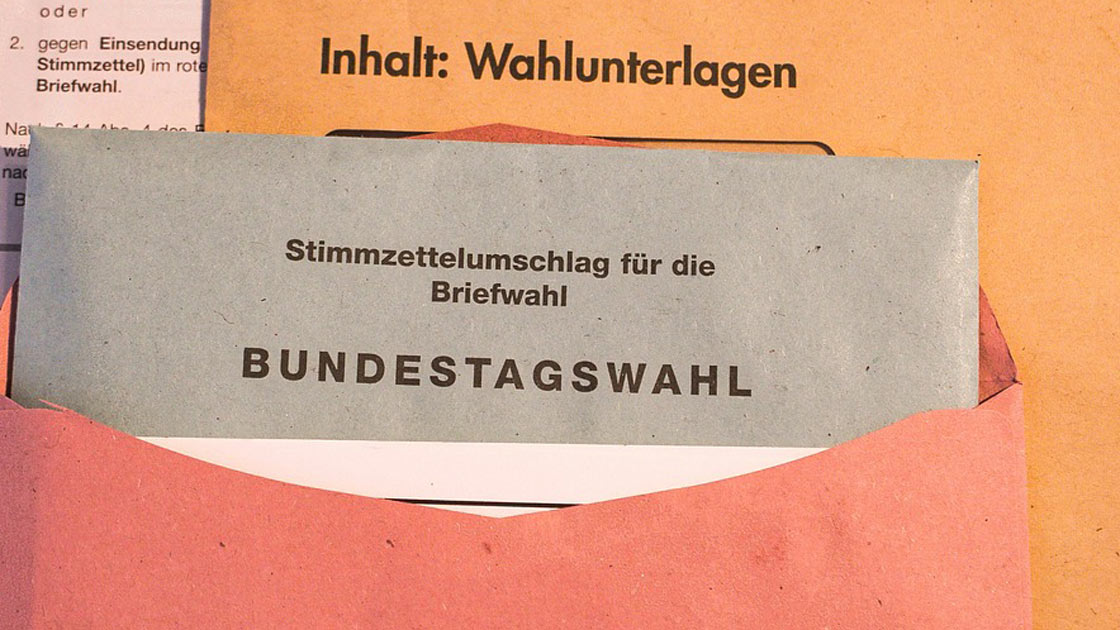 oder
2. gegen Einsendung
Stimmzettel) im rote
Briefwahl.
Inhalt: Wahlunterlagen
Stimmzettelumschlag für die
Briefwahl
BUNDESTAGSWAHL